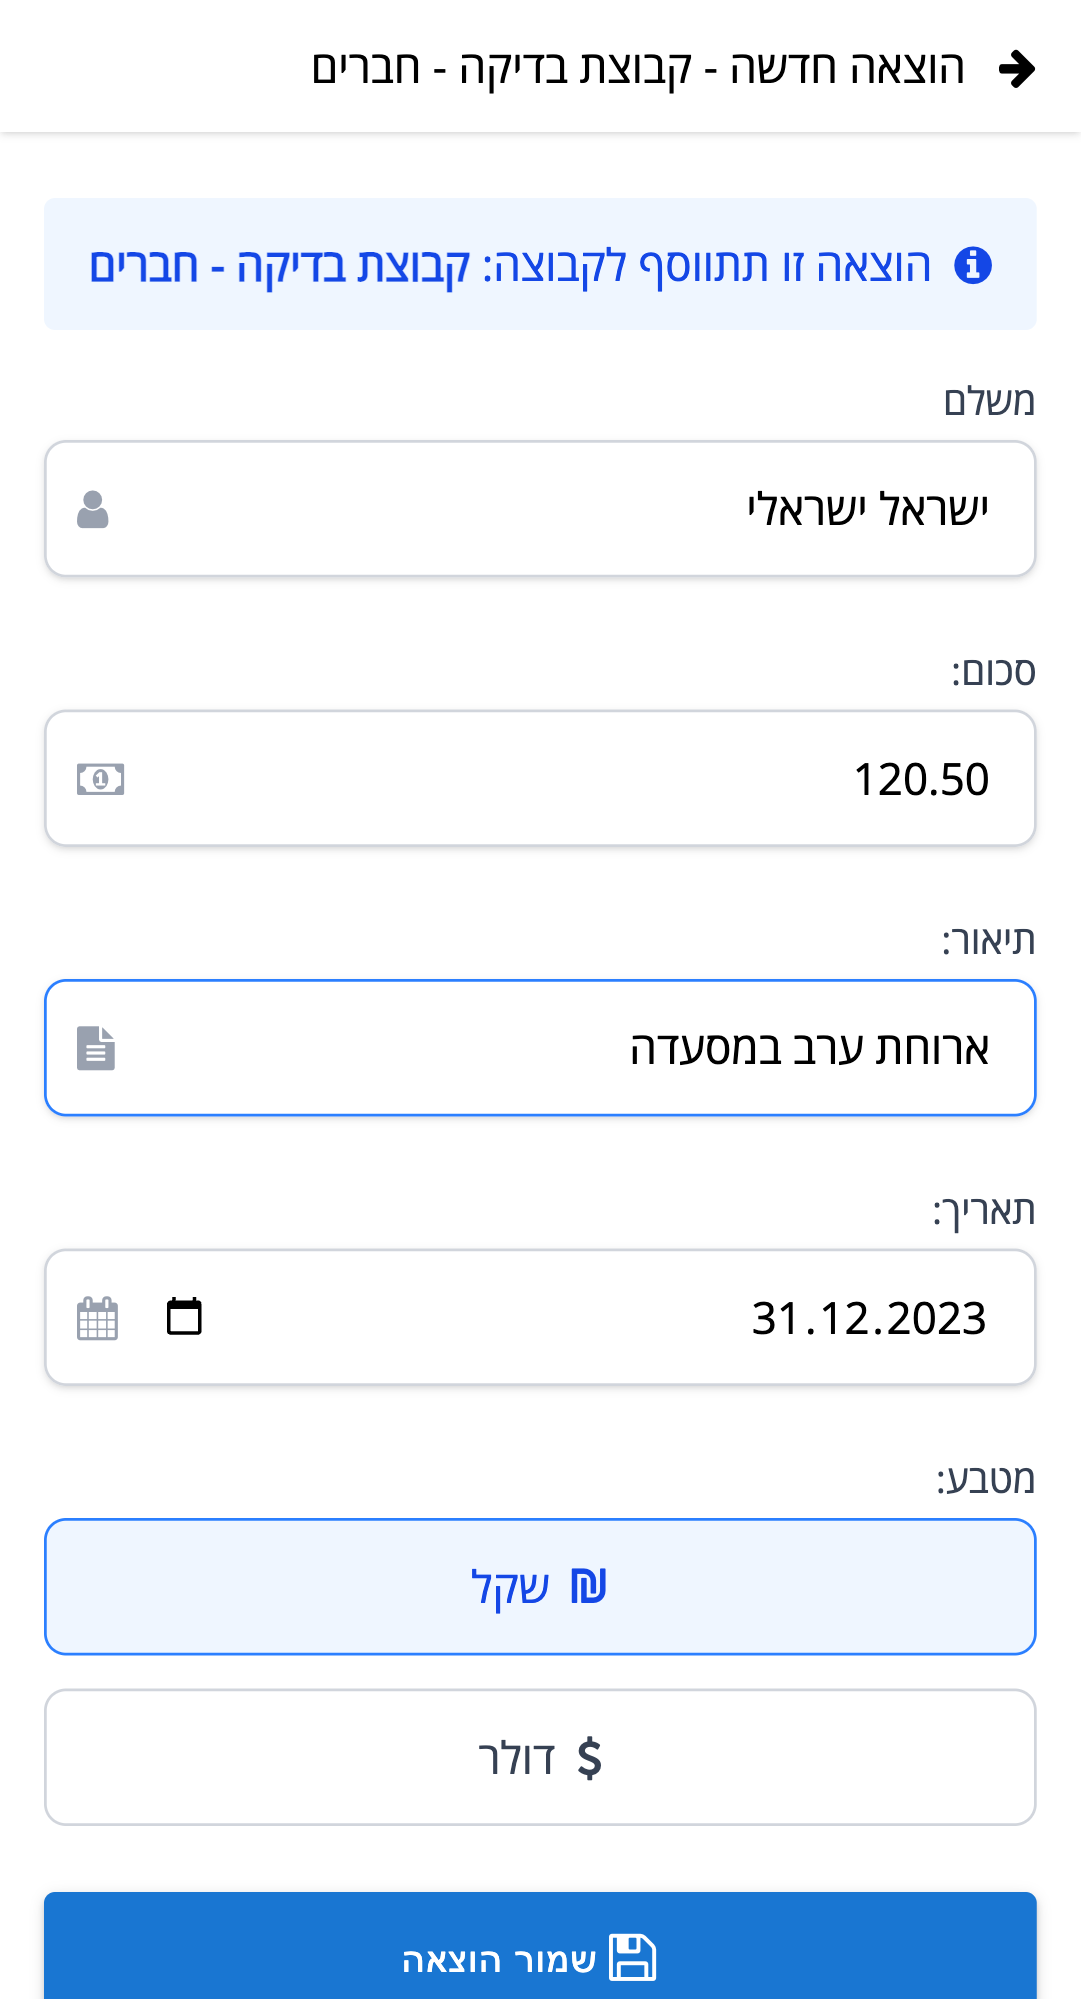 הוצאה חדשה - קבוצת בדיקה - חברים
הוצאה זו תתווסף לקבוצה: קבוצת בדיקה - חברים
משלם
ישראל ישראלי
סכום:
120.50
תיאור:
ארוחת ערב במסעדה
תאריך:
31.12.2023
מטבע:
₪ שקל
$ דולר
שמור הוצאה